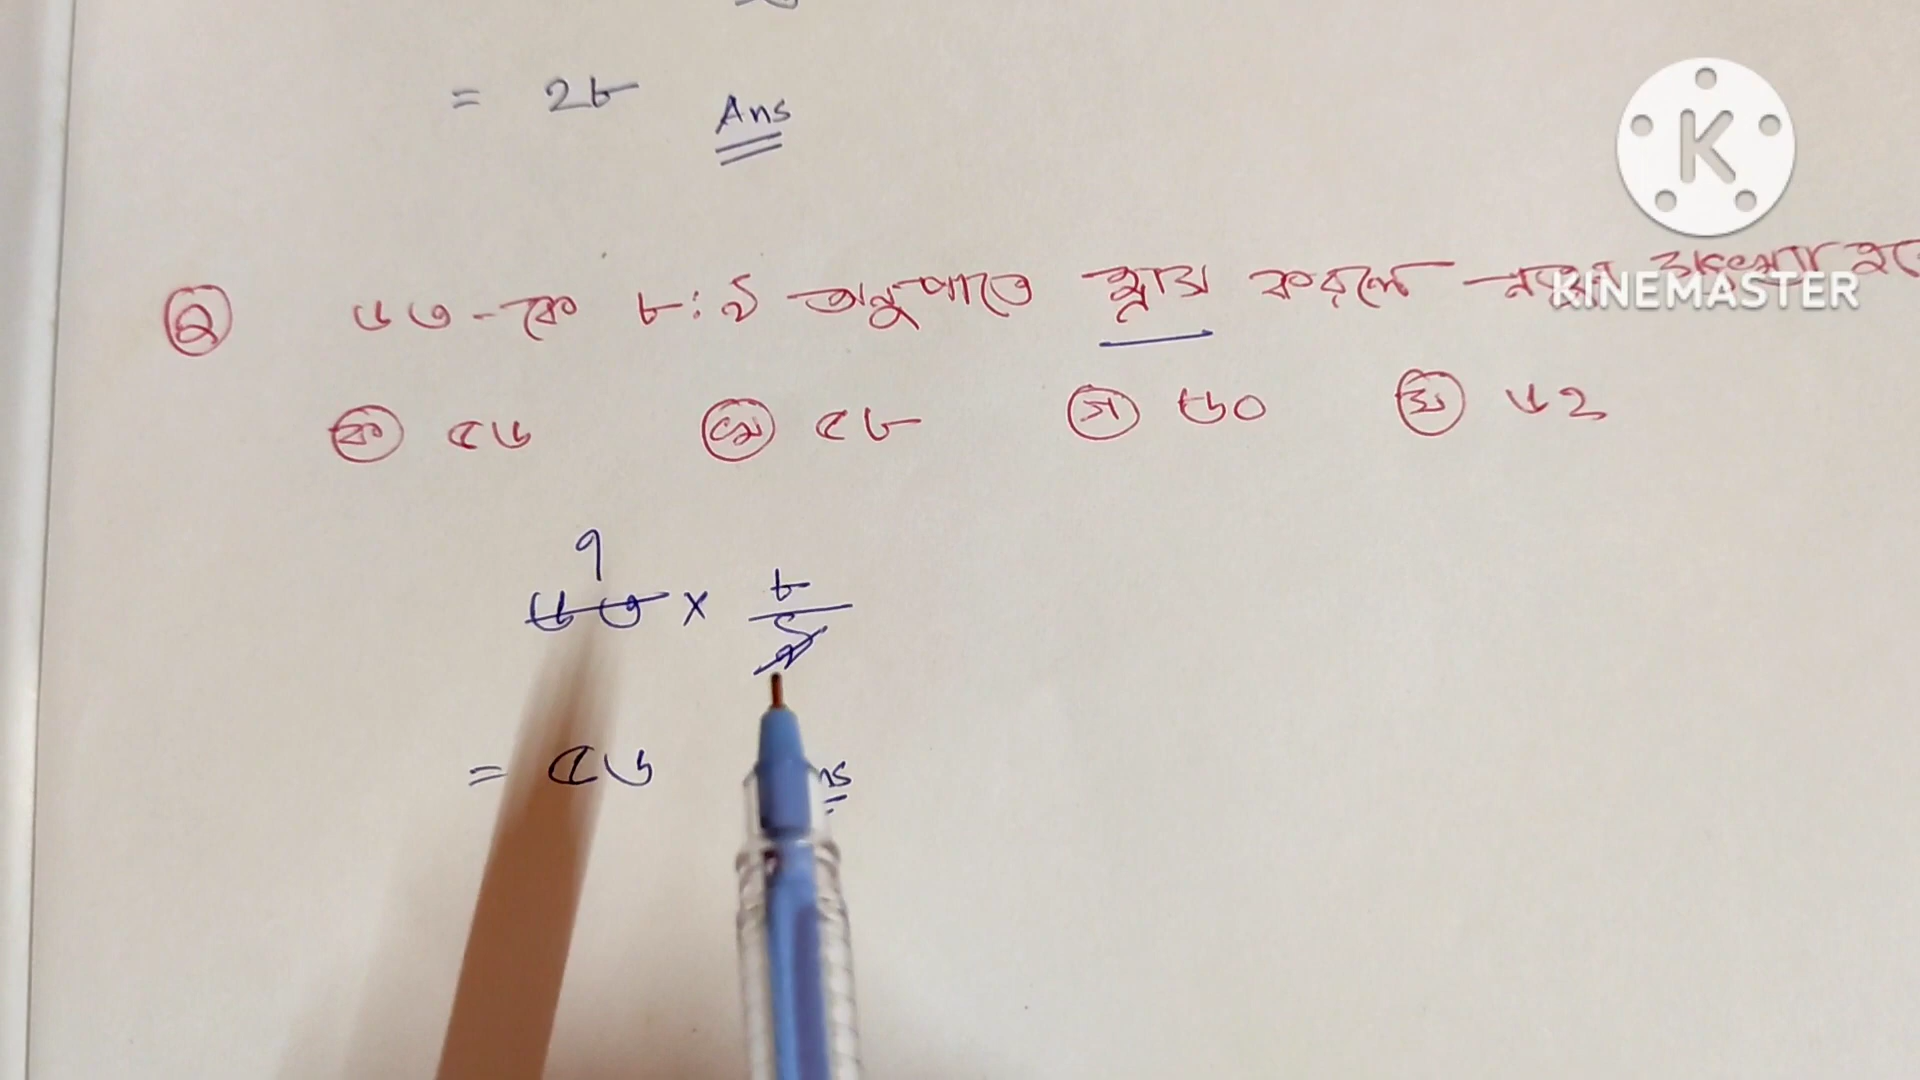 = ২৮ Ans
K
KINEMASTER
২ ৬৩-কে ৮:৯ অনুপাতে হ্রাস করলে নতুন সংখ্যা হবে
ক ৫৬ খ ৫৮ গ ৬০ ঘ ৬২
৭
৬৩ × ৮/৯
= ৫৬